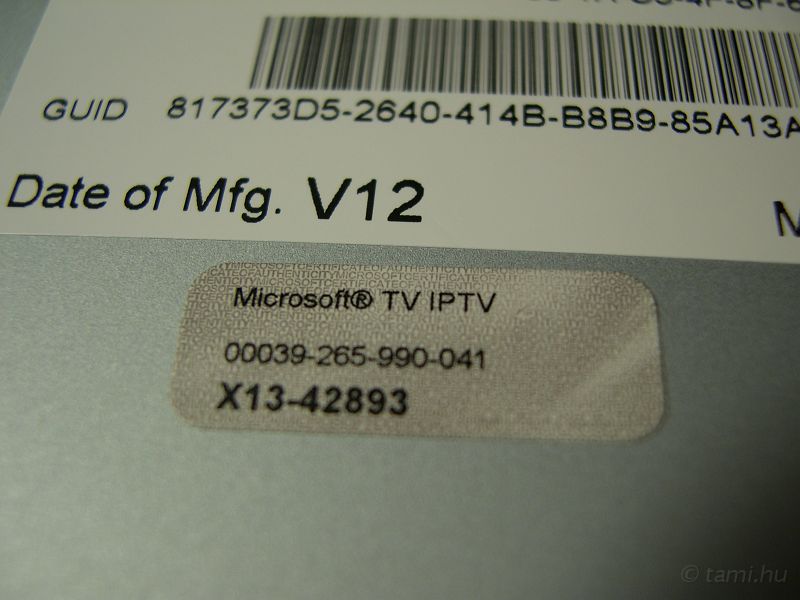 GUID 817373D5-2640-414B-B8B9-85A13A
Date of Mfg. V12
Microsoft® TV IPTV
00039-265-990-041
X13-42893
© tami.hu